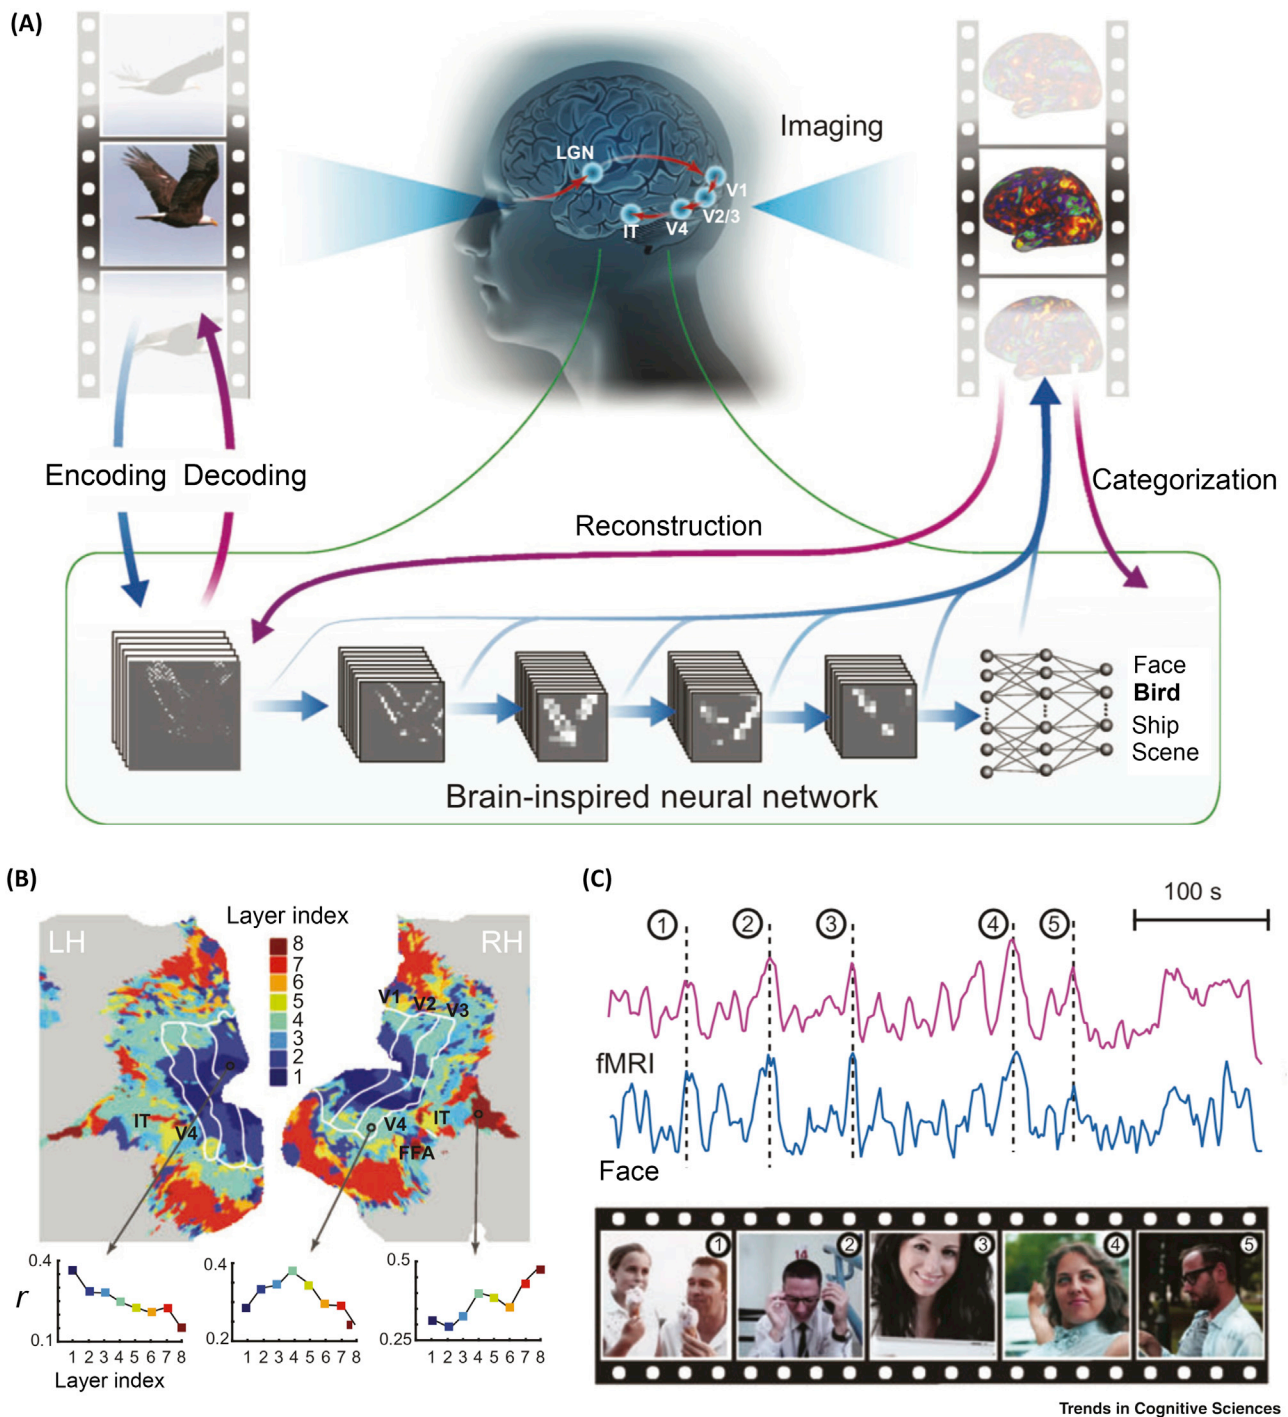 (A)
Imaging
LGN
V1
V2/3
V4
IT
Encoding
Decoding
Categorization
Reconstruction
Face
Bird
Ship
Scene
Brain-inspired neural network
(B)
Layer index
LH
RH
8
7
6
5
4
3
2
1
V1
V2
V3
IT
V4
V4
IT
FFA
0.4
r
0.1
1 2 3 4 5 6 7 8
Layer index
0.4
0.2
1 2 3 4 5 6 7 8
0.5
0.25
1 2 3 4 5 6 7 8
(C)
100 s
1
2
3
4
5
fMRI
Face
1
2
14
3
4
5
Trends in Cognitive Sciences